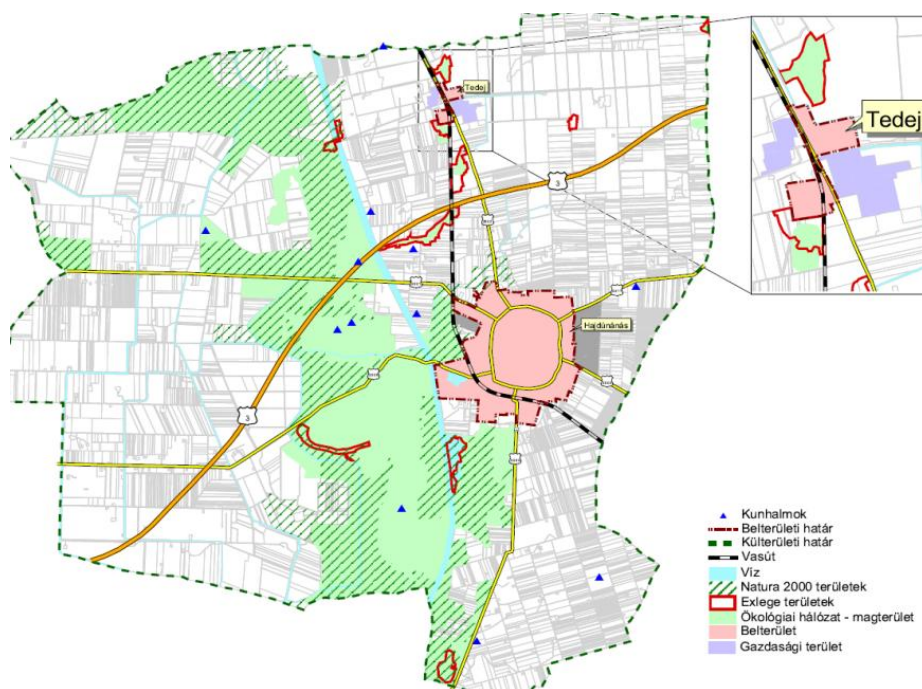 Tedej
Tedej
3
Hajdúnánás
3
Kunhalmok
Belterületi határ
Külterületi határ
Vasút
Víz
Natura 2000 területek
Exlege területek
Ökológiai hálózat - magterület
Belterület
Gazdasági terület